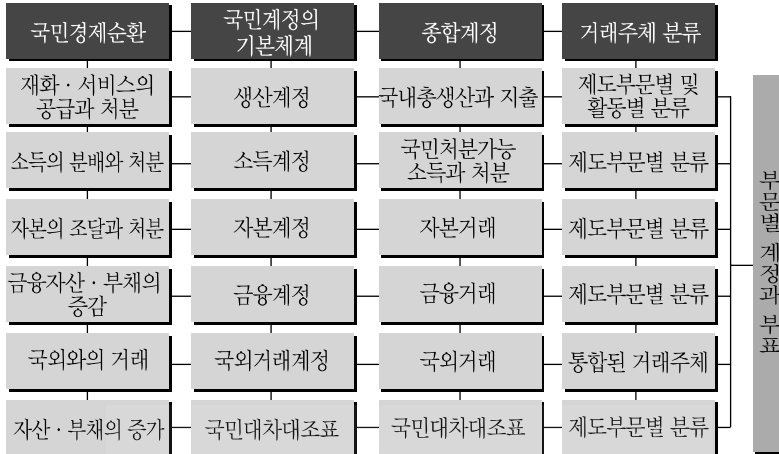 국민경제순환
국민계정의
기본체계
종합계정
거래주체 분류
재화 · 서비스의
공급과 처분
생산계정
국내총생산과 지출
제도부문별 및
활동별 분류
소득의 분배와 처분
소득계정
국민처분가능
소득과 처분
제도부문별 분류
자본의 조달과 처분
자본계정
자본거래
제도부문별 분류
금융자산 · 부채의
증감
금융계정
금융거래
제도부문별 분류
국외와의 거래
국외거래계정
국외거래
통합된 거래주체
자산 · 부채의 증가
국민대차대조표
국민대차대조표
제도부문별 분류
부문별 계정과 부표